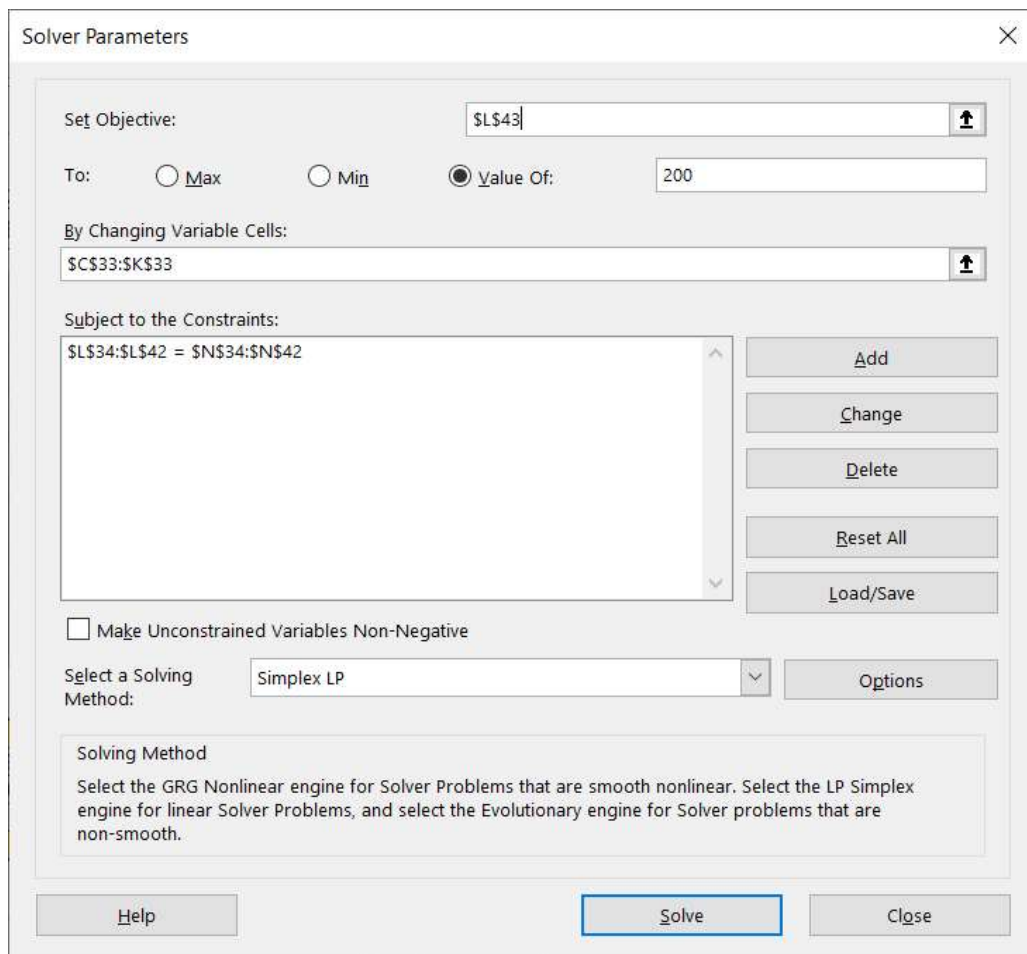 Solver Parameters
Set Objective: $L$43
To: Max Min Value Of: 200
By Changing Variable Cells:
$C$33:$K$33
Subject to the Constraints:
$L$34:$L$42 = $N$34:$N$42
Add
Change
Delete
Reset All
Load/Save
Make Unconstrained Variables Non-Negative
Select a Solving
Method:
Simplex LP
Options
Solving Method
Select the GRG Nonlinear engine for Solver Problems that are smooth nonlinear. Select the LP Simplex
engine for linear Solver Problems, and select the Evolutionary engine for Solver problems that are
non-smooth.
Help Solve Close